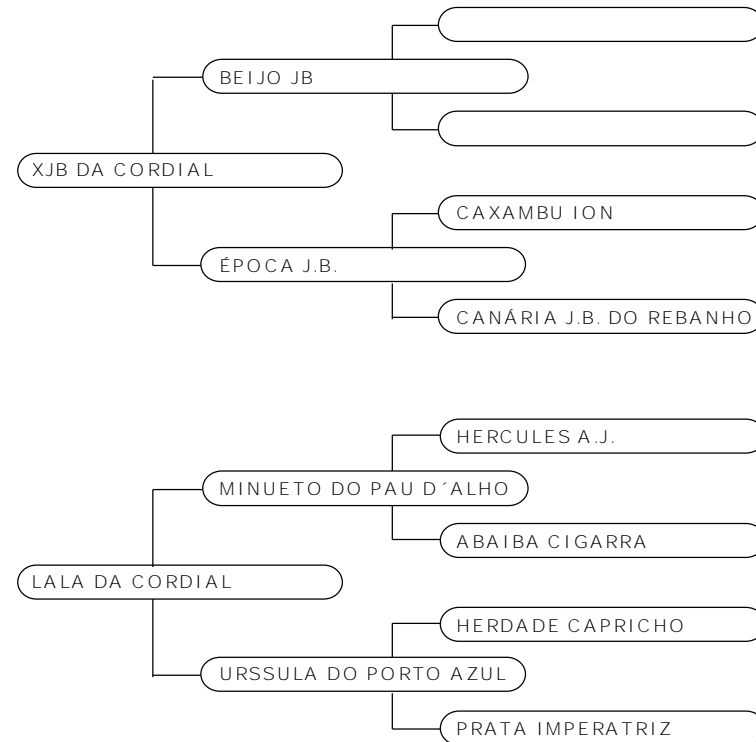 BEIJO JB
XJB DA CORDIAL
CAXAMBU ION
ÉPOCA J.B.
CANÁRIA J.B. DO REBANHO
HERCULES A.J.
MINUETO DO PAU D´ALHO
ABAIBA CIGARRA
LALA DA CORDIAL
HERDADE CAPRICHO
URSSULA DO PORTO AZUL
PRATA IMPERATRIZ